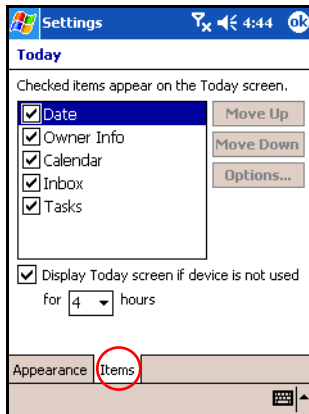 Settings 4:44 ok
Today
Checked items appear on the Today screen.
Date
Owner Info
Calendar
Inbox
Tasks
Move Up
Move Down
Options...
Display Today screen if device is not used
for 4 hours
Appearance Items